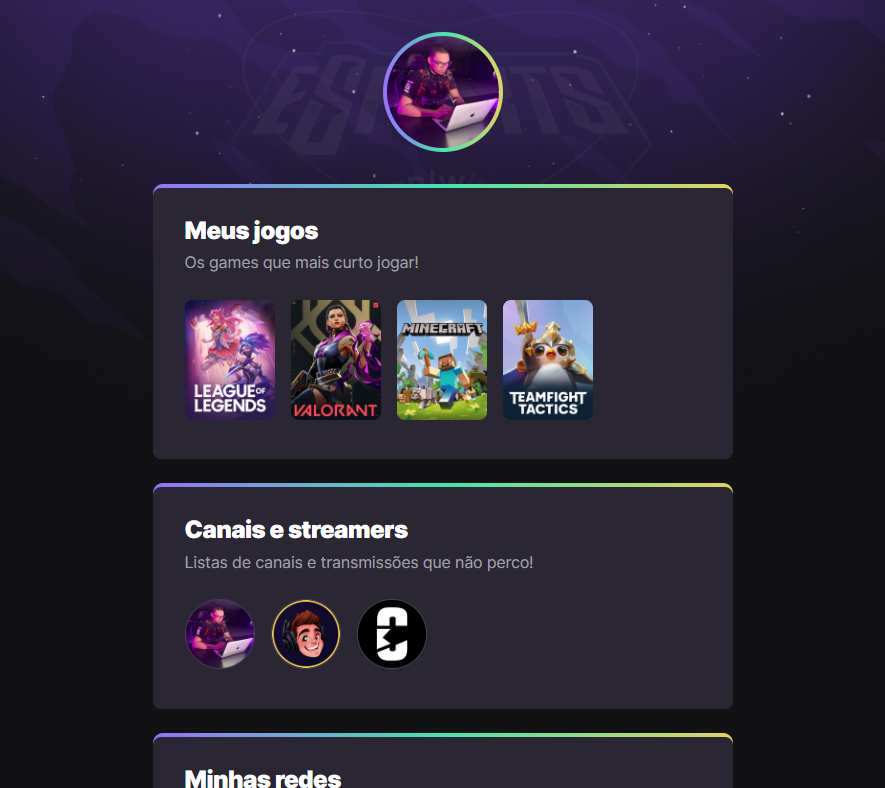 ESPORTS
nlw
Meus jogos
Os games que mais curto jogar!
LEAGUE OF
LEGENDS
VALORANT
MINECRAFT
TEAMFIGHT
TACTICS
Canais e streamers
Listas de canais e transmissões que não perco!
Minhas redes